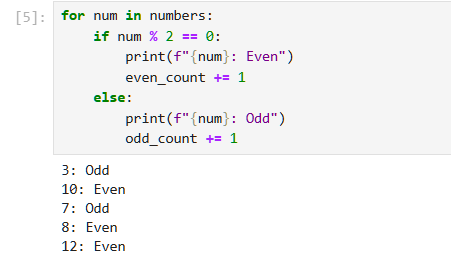 [5]: for num in numbers:
    if num % 2 == 0:
        print(f"{num}: Even")
        even_count += 1
    else:
        print(f"{num}: Odd")
        odd_count += 1
3: Odd
10: Even
7: Odd
8: Even
12: Even